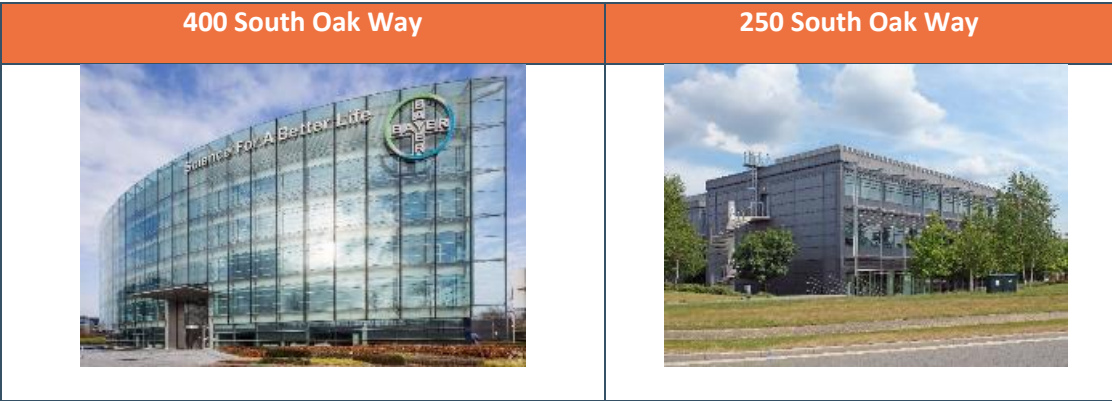 400 South Oak Way
250 South Oak Way
Science For A Better Life
BAYER
BAYER